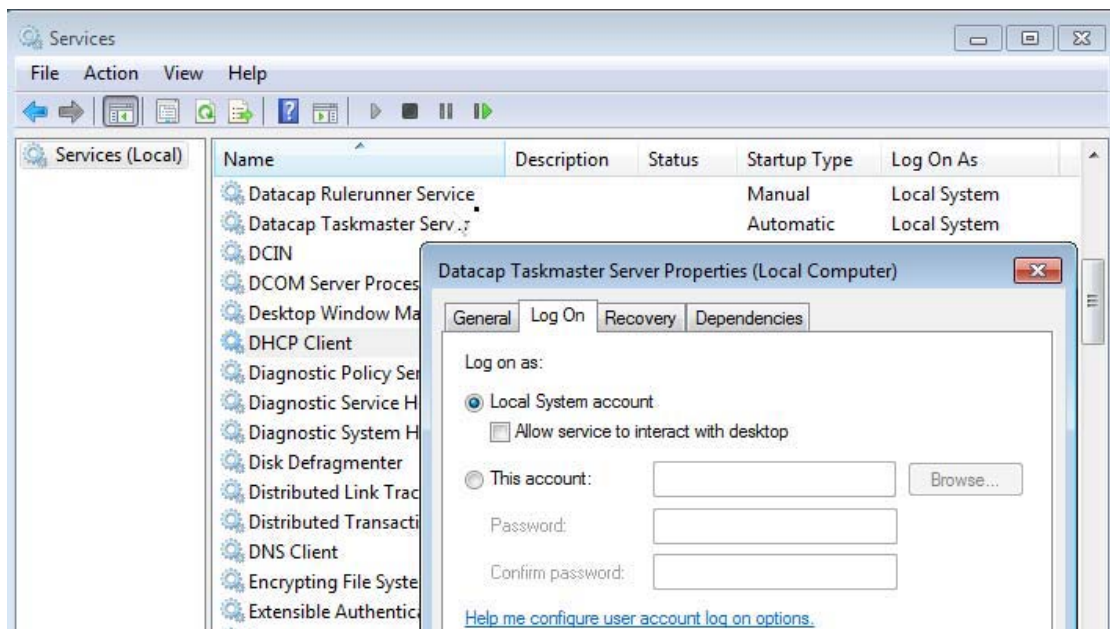 Services
File Action View Help
Services (Local)
Name Description Status Startup Type Log On As
Datacap Rulerunner Service Manual Local System
Datacap Taskmaster Serv Automatic Local System
DCIN
DCOM Server Proces
Desktop Window Ma
DHCP Client
Diagnostic Policy Ser
Diagnostic Service H
Diagnostic System H
Disk Defragmenter
Distributed Link Trac
Distributed Transacti
DNS Client
Encrypting File Syste
Extensible Authentica
Datacap Taskmaster Server Properties (Local Computer)
General Log On Recovery Dependencies
Log on as:
Local System account
Allow service to interact with desktop
This account: Browse...
Password:
Confirm password:
Help me configure user account log on options.